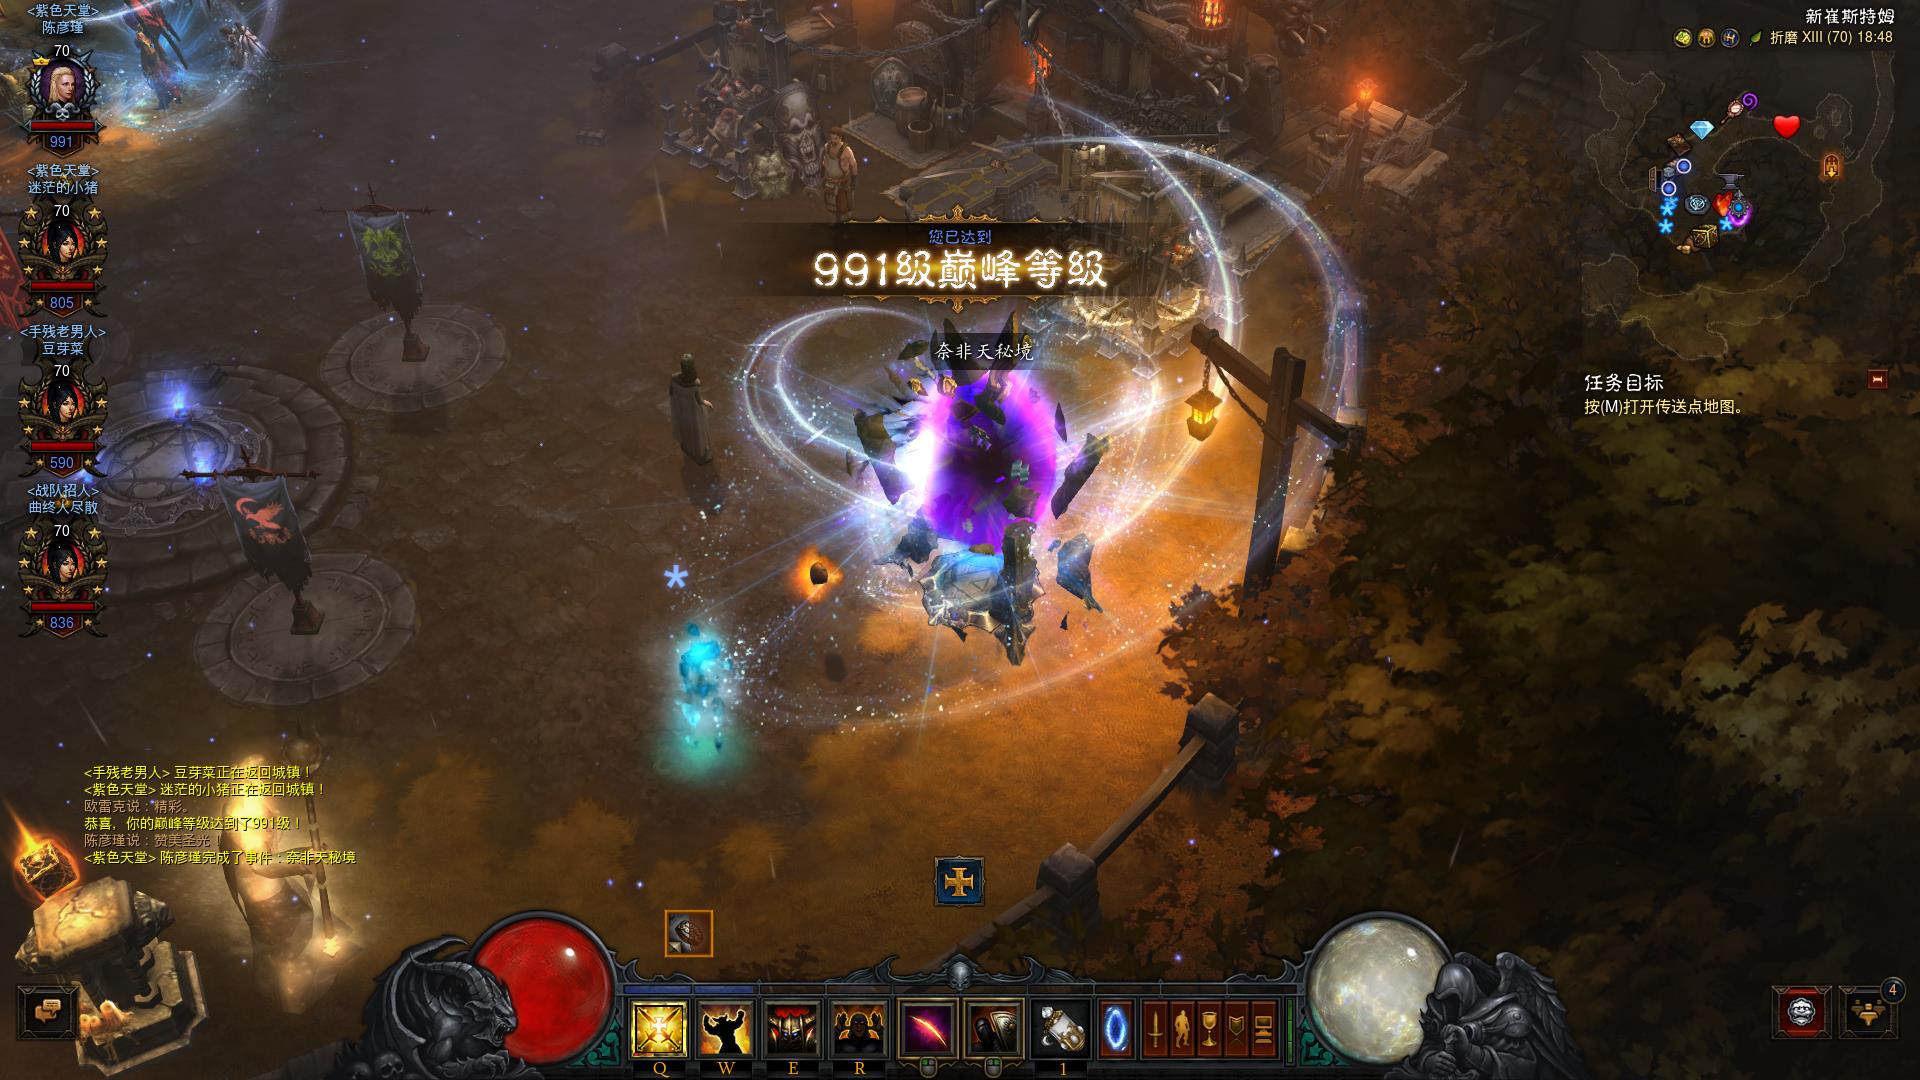 <紫色天堂>
陈彦瑾
70
991
<紫色天堂>
迷茫的小猪
70
805
<手残老男人>
豆芽菜
70
590
<战队招人>
曲终人尽散
70
836
您已达到
991级巅峰等级
奈非天秘境
新崔斯特姆
折磨 XIII (70) 18:48
任务目标
按(M)打开传送点地图。
<手残老男人> 豆芽菜正在返回城镇！
<紫色天堂> 迷茫的小猪正在返回城镇！
欧雷克说：精彩。
恭喜，你的巅峰等级达到了991级！
陈彦瑾说：赞美圣光！
<紫色天堂> 陈彦瑾完成了事件：奈非天秘境
Q W E R 1
4